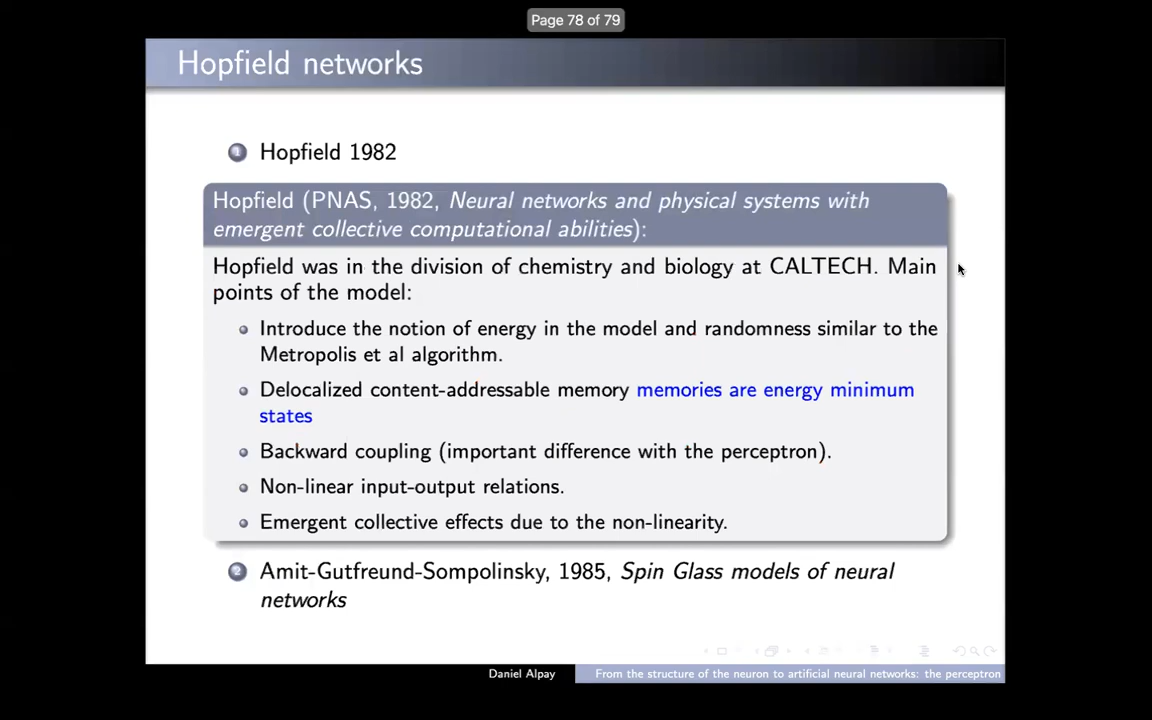 Page 78 of 79
Hopfield networks
1 Hopfield 1982
Hopfield (PNAS, 1982, Neural networks and physical systems with
emergent collective computational abilities):
Hopfield was in the division of chemistry and biology at CALTECH. Main
points of the model:
Introduce the notion of energy in the model and randomness similar to the
Metropolis et al algorithm.
Delocalized content-addressable memory memories are energy minimum
states
Backward coupling (important difference with the perceptron).
Non-linear input-output relations.
Emergent collective effects due to the non-linearity.
2 Amit-Gutfreund-Sompolinsky, 1985, Spin Glass models of neural
networks
Daniel Alpay
From the structure of the neuron to artificial neural networks: the perceptron